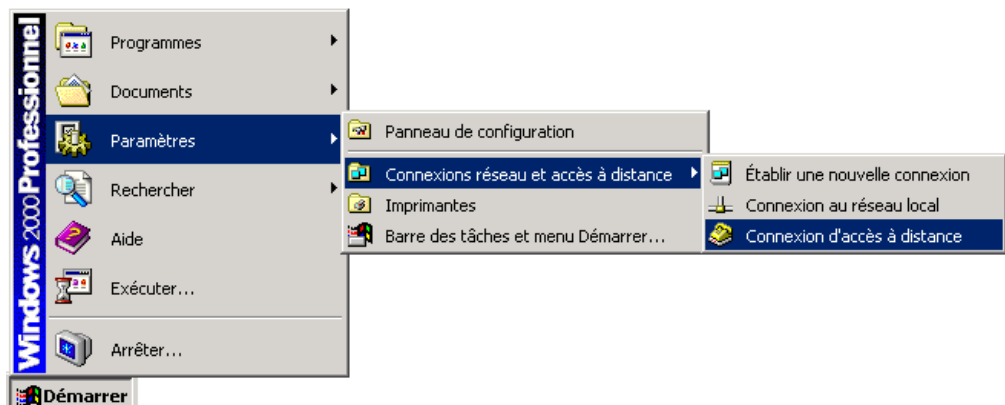 Windows 2000 Professionnel
Programmes
Documents
Paramètres
Rechercher
Aide
Exécuter...
Arrêter...
Démarrer
Panneau de configuration
Connexions réseau et accès à distance
Imprimantes
Barre des tâches et menu Démarrer...
Établir une nouvelle connexion
Connexion au réseau local
Connexion d'accès à distance